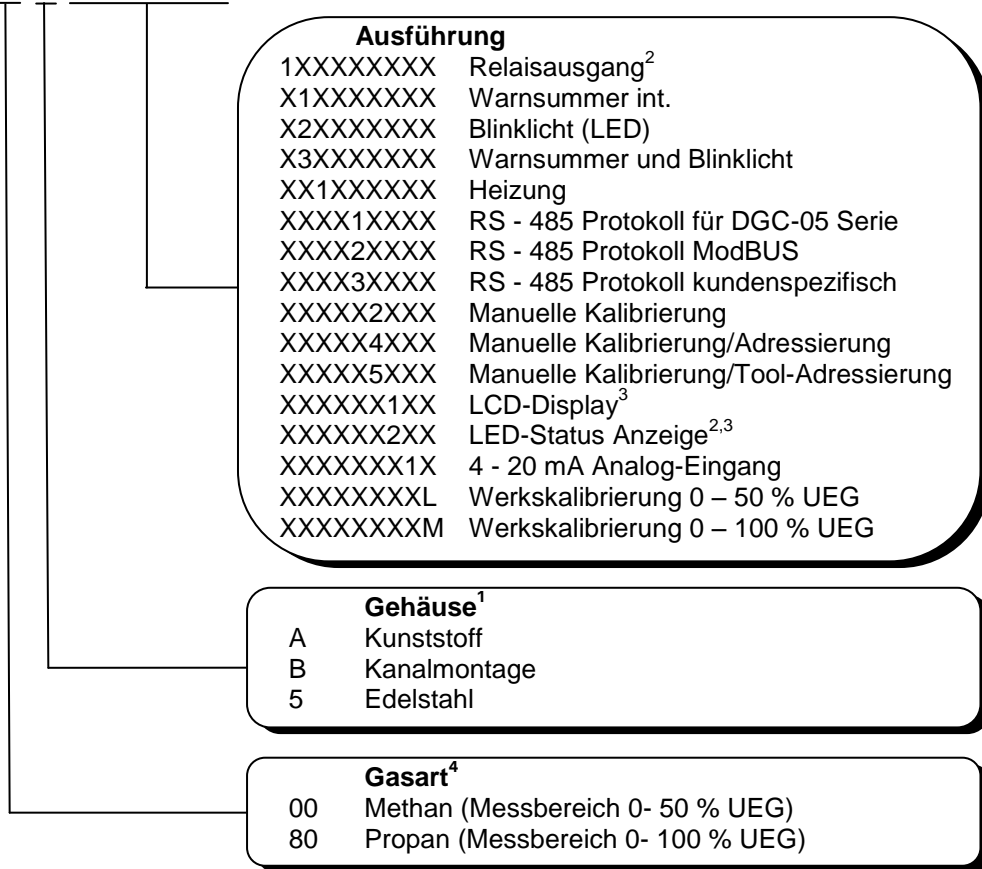 Ausführung
1XXXXXXXX Relaisausgang²
X1XXXXXXX Warnsummer int.
X2XXXXXXX Blinklicht (LED)
X3XXXXXXX Warnsummer und Blinklicht
XX1XXXXXX Heizung
XXXX1XXXX RS - 485 Protokoll für DGC-05 Serie
XXXX2XXXX RS - 485 Protokoll ModBUS
XXXX3XXXX RS - 485 Protokoll kundenspezifisch
XXXXX2XXX Manuelle Kalibrierung
XXXXX4XXX Manuelle Kalibrierung/Adressierung
XXXXX5XXX Manuelle Kalibrierung/Tool-Adressierung
XXXXXX1XX LCD-Display³
XXXXXX2XX LED-Status Anzeige²,³
XXXXXXX1X 4 - 20 mA Analog-Eingang
XXXXXXXXL Werkskalibrierung 0 – 50 % UEG
XXXXXXXXM Werkskalibrierung 0 – 100 % UEG
Gehäuse¹
A Kunststoff
B Kanalmontage
5 Edelstahl
Gasart⁴
00 Methan (Messbereich 0- 50 % UEG)
80 Propan (Messbereich 0- 100 % UEG)